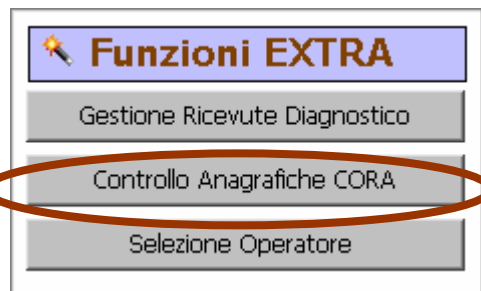 Funzioni EXTRA
Gestione Ricevute Diagnostico
Controllo Anagrafiche CORA
Selezione Operatore